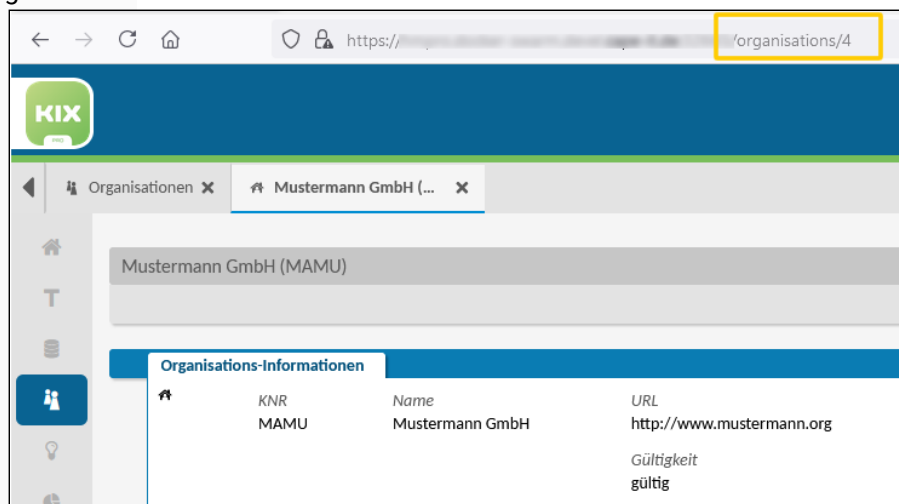 https:// /organisations/4
KIX
PRO
Organisationen
Mustermann GmbH (...
Mustermann GmbH (MAMU)
T
Organisations-Informationen
KNR Name URL
MAMU Mustermann GmbH http://www.mustermann.org
Gültigkeit
gültig